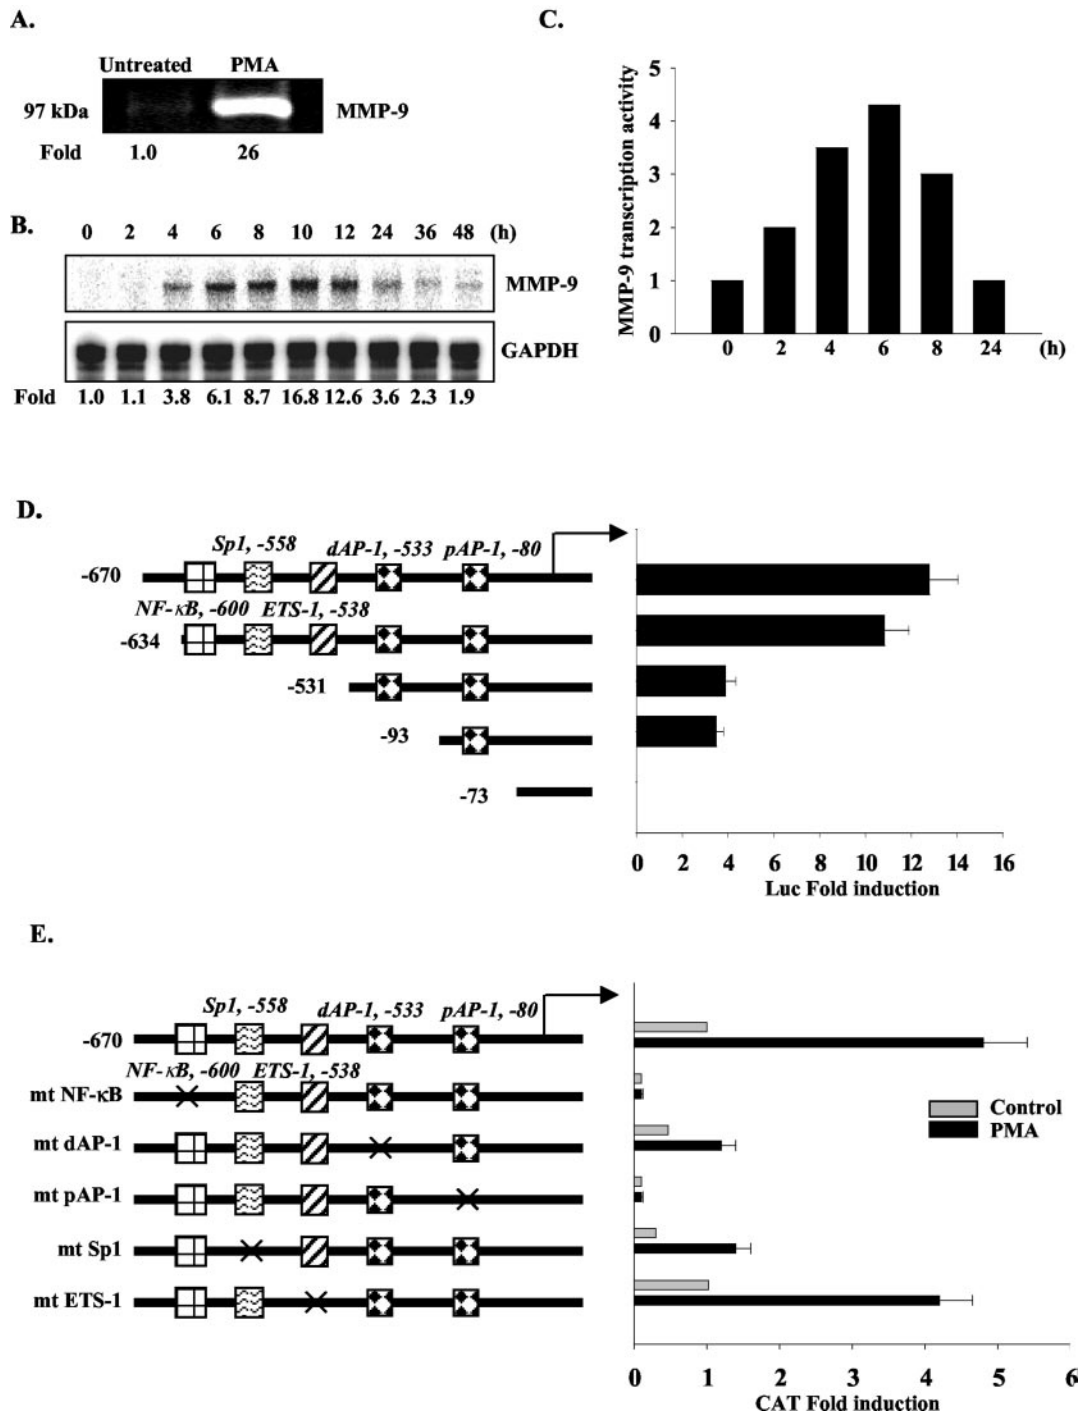 A.
Untreated PMA
97 kDa MMP-9
Fold 1.0 26
B.
0 2 4 6 8 10 12 24 36 48 (h)
MMP-9
GAPDH
Fold 1.0 1.1 3.8 6.1 8.7 16.8 12.6 3.6 2.3 1.9
C.
MMP-9 transcription activity
5
4
3
2
1
0
0 2 4 6 8 24 (h)
D.
Sp1, -558 dAP-1, -533 pAP-1, -80
-670
NF-κB, -600 ETS-1, -538
-634
-531
-93
-73
0 2 4 6 8 10 12 14 16
Luc Fold induction
E.
Sp1, -558 dAP-1, -533 pAP-1, -80
-670
NF-κB, -600 ETS-1, -538
mt NF-κB
mt dAP-1
mt pAP-1
mt Sp1
mt ETS-1
Control
PMA
0 1 2 3 4 5 6
CAT Fold induction